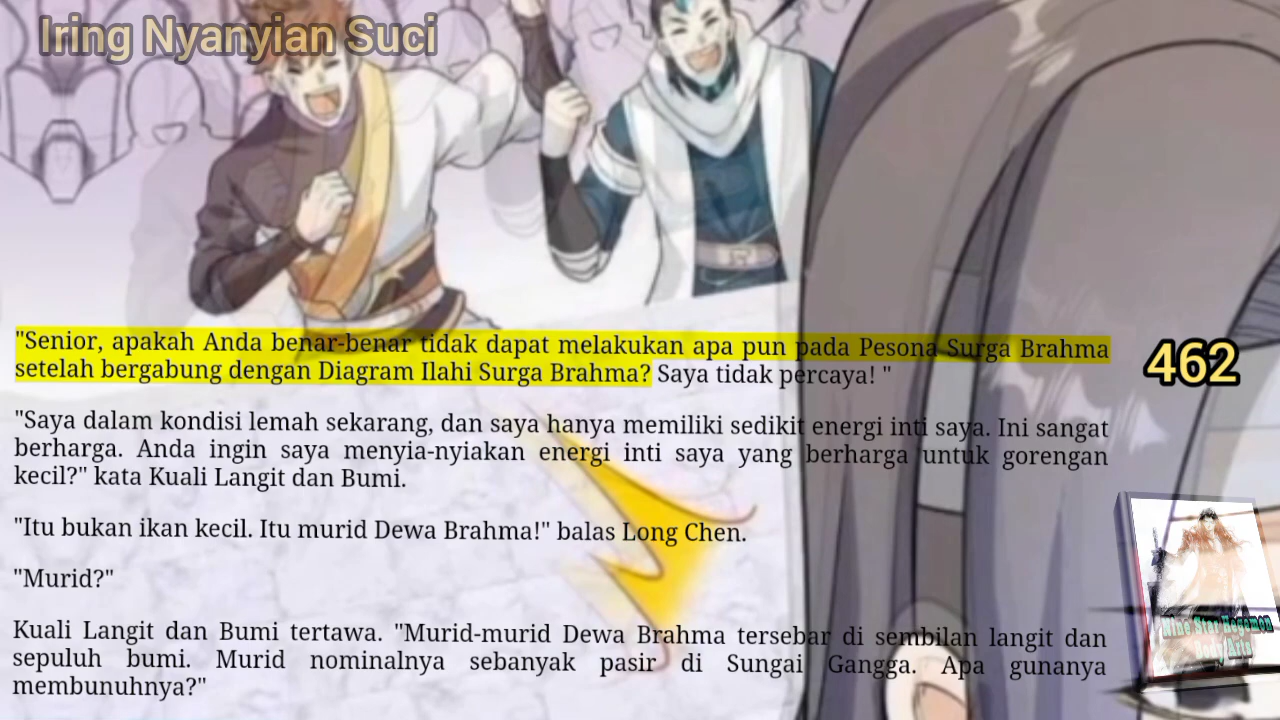 Iring Nyanyian Suci
"Senior, apakah Anda benar-benar tidak dapat melakukan apa pun pada Pesona Surga Brahma
setelah bergabung dengan Diagram Ilahi Surga Brahma? Saya tidak percaya! "
462
"Saya dalam kondisi lemah sekarang, dan saya hanya memiliki sedikit energi inti saya. Ini sangat
berharga. Anda ingin saya menyia-nyiakan energi inti saya yang berharga untuk gorengan
kecil?" kata Kuali Langit dan Bumi.
"Itu bukan ikan kecil. Itu murid Dewa Brahma!" balas Long Chen.
"Murid?"
Kuali Langit dan Bumi tertawa. "Murid-murid Dewa Brahma tersebar di sembilan langit dan
sepuluh bumi. Murid nominalnya sebanyak pasir di Sungai Gangga. Apa gunanya
membunuhnya?"
Nine Star Hegemon
Body Arts